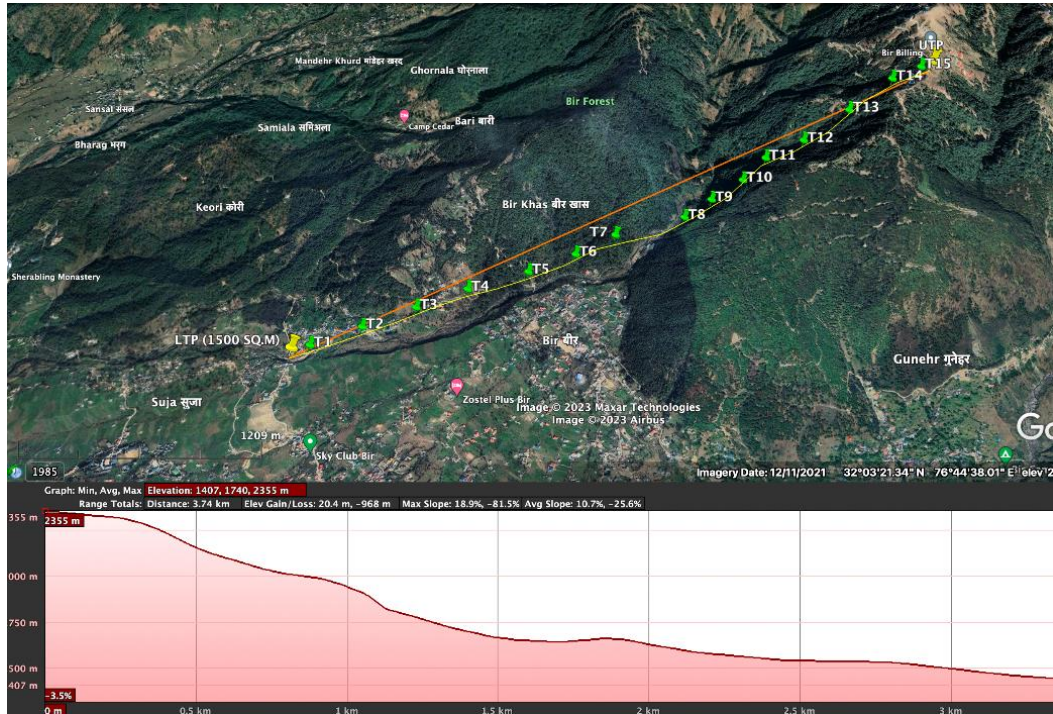 UTP
Bir Billing
T15
Mandehr Khurd मांडेहर खुरद
Ghornala घोर्नाला
T14
Sansal संसल
Bir Forest
T13
Camp Cedar
Bari बारी
Samiala समिअला
T12
Bharag भरग
T11
T10
Keori कोरी
Bir Khas बीर खास
T9
T8
T7
T6
Sherabling Monastery
T5
T4
T3
T2
LTP (1500 SQ.M)
T1
Bir बीर
Gunehr गुनेहर
Suja सुजा
Zostel Plus Bir
Image © 2023 Maxar Technologies
Image © 2023 Airbus
1209 m
Sky Club Bir
1985
Imagery Date: 12/11/2021 32°03'21.34" N 76°44'38.01" E elev 2
Graph: Min, Avg, Max Elevation: 1407, 1740, 2355 m
Range Totals: Distance: 3.74 km Elev Gain/Loss: 20.4 m, -968 m Max Slope: 18.9%, -81.5% Avg Slope: 10.7%, -25.6%
355 m
2355 m
000 m
750 m
500 m
407 m
-3.5%
0 m 0.5 km 1 km 1.5 km 2 km 2.5 km 3 km